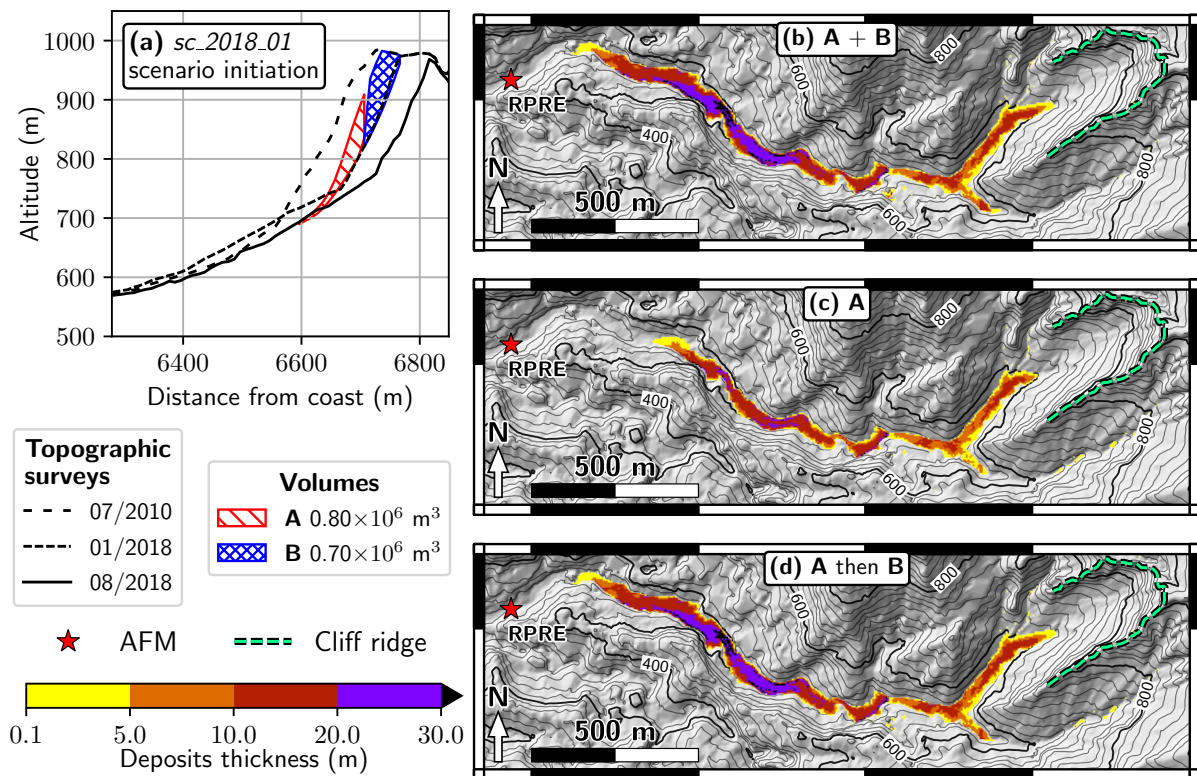 (a) sc_2018_01
scenario initiation
1000
900
800
700
600
500
Altitude (m)
6400
6600
6800
Distance from coast (m)
Topographic
surveys
07/2010
01/2018
08/2018
Volumes
A 0.80×10⁶ m³
B 0.70×10⁶ m³
AFM
Cliff ridge
0.1
5.0
10.0
20.0
30.0
Deposits thickness (m)
(b) A + B
RPRE
N
500 m
400
600
600
800
800
(c) A
RPRE
N
500 m
400
600
600
800
800
(d) A then B
RPRE
N
500 m
400
600
600
800
800